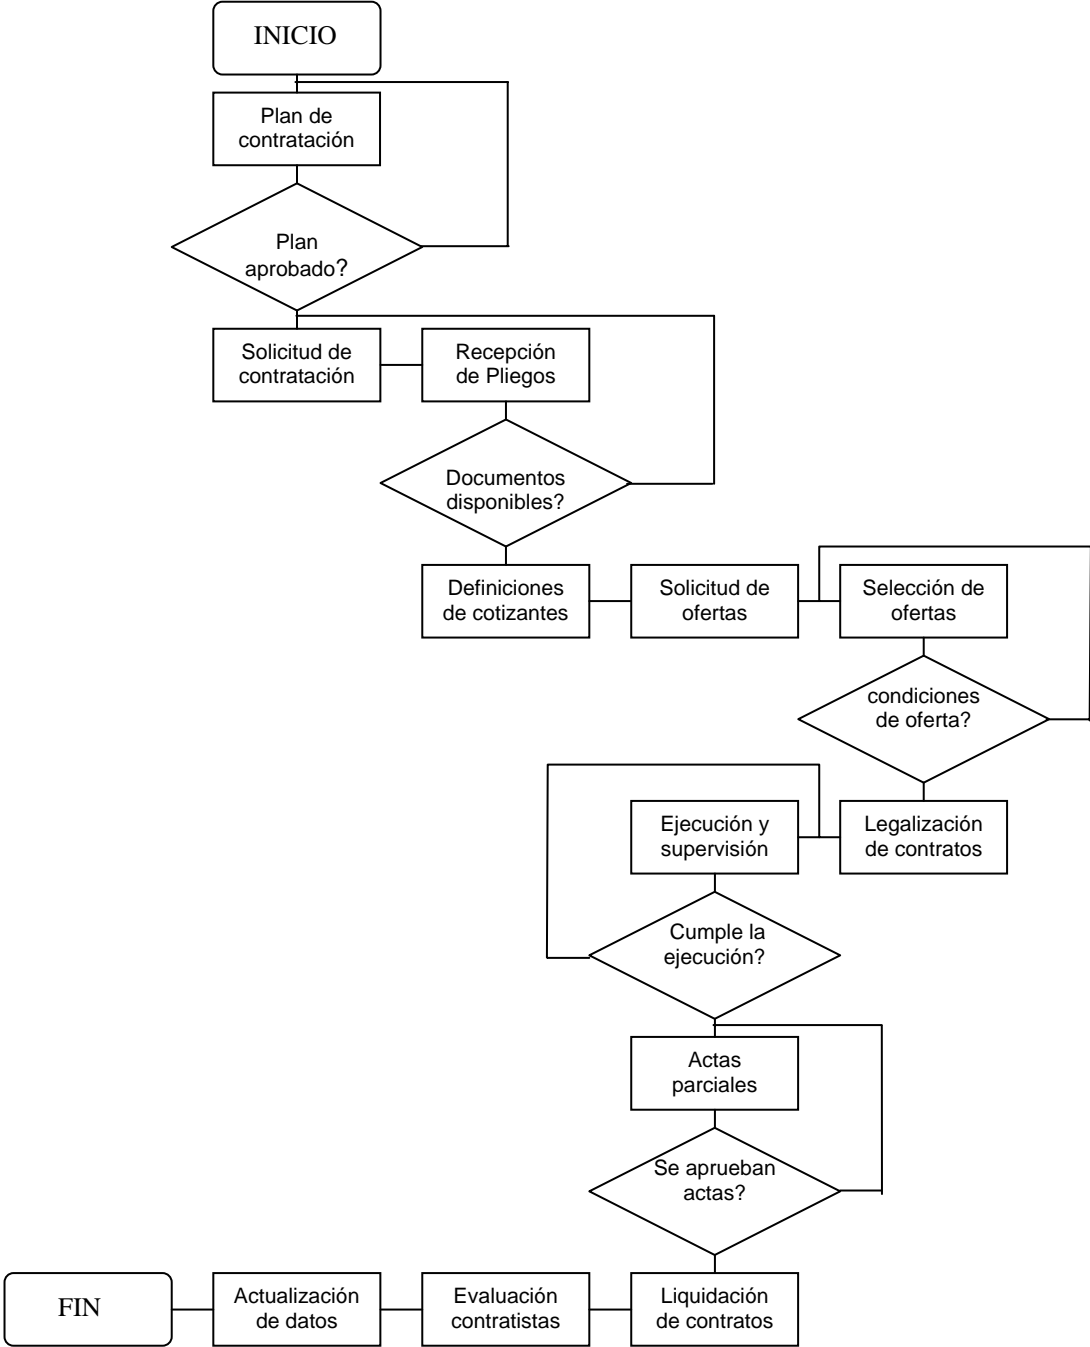 INICIO
Plan de
contratación
Plan
aprobado?
Solicitud de
contratación
Recepción
de Pliegos
Documentos
disponibles?
Definiciones
de cotizantes
Solicitud de
ofertas
Selección de
ofertas
condiciones
de oferta?
Ejecución y
supervisión
Legalización
de contratos
Cumple la
ejecución?
Actas
parciales
Se aprueban
actas?
FIN
Actualización
de datos
Evaluación
contratistas
Liquidación
de contratos